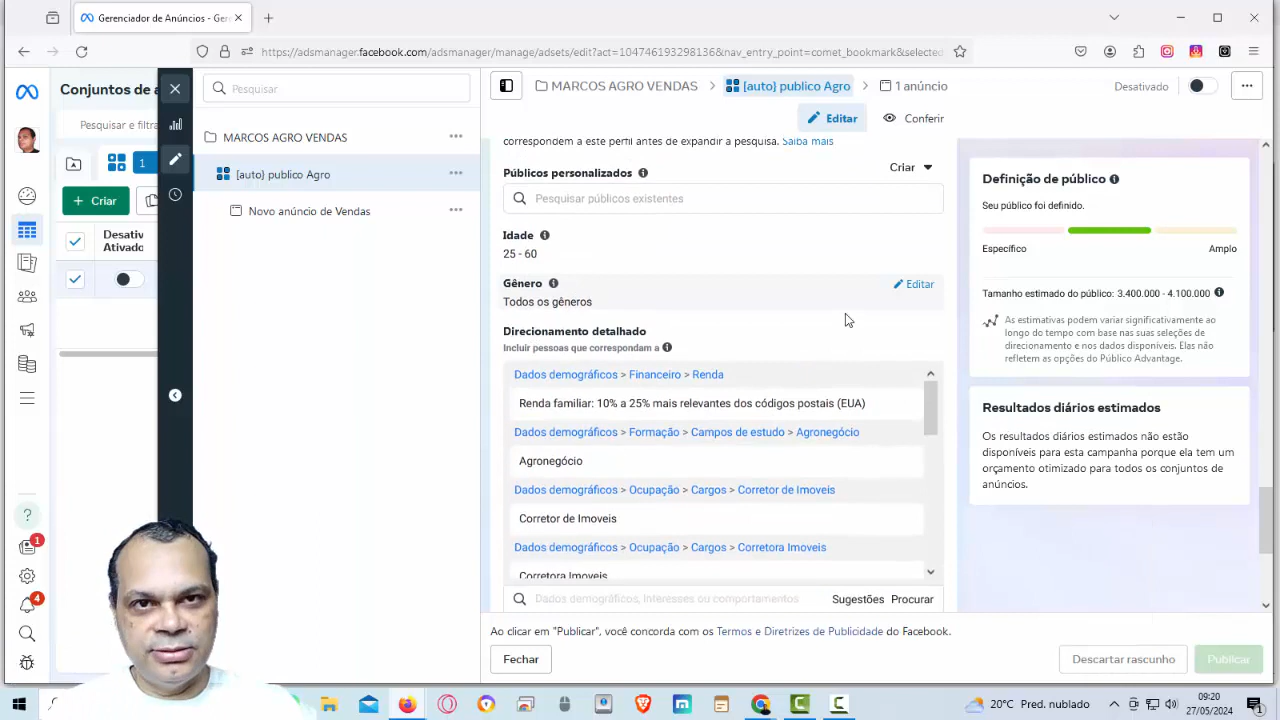 Gerenciador de Anúncios - Gere
https://adsmanager.facebook.com/adsmanager/manage/adsets/edit?act=1047461932981368&nav_entry_point=comet_bookmark&selected
Conjuntos de a
Pesquisar e filtra
1
Criar
Desativ
Ativado
Pesquisar
MARCOS AGRO VENDAS
[auto} publico Agro
Novo anúncio de Vendas
MARCOS AGRO VENDAS
[auto} publico Agro
1 anúncio
Desativado
Editar
Conferir
correspondem a este perfil antes de expandir a pesquisa. Saiba mais
Públicos personalizados
Criar
Pesquisar públicos existentes
Idade
25 - 60
Gênero
Editar
Todos os gêneros
Direcionamento detalhado
Incluir pessoas que correspondam a
Dados demográficos > Financeiro > Renda
Renda familiar: 10% a 25% mais relevantes dos códigos postais (EUA)
Dados demográficos > Formação > Campos de estudo > Agronegócio
Agronegócio
Dados demográficos > Ocupação > Cargos > Corretor de Imoveis
Corretor de Imoveis
Dados demográficos > Ocupação > Cargos > Corretora Imoveis
Corretora Imoveis
Dados demográficos, interesses ou comportamentos
Sugestões
Procurar
Definição de público
Seu público foi definido.
Específico
Amplo
Tamanho estimado do público: 3.400.000 - 4.100.000
As estimativas podem variar significativamente ao
longo do tempo com base nas suas seleções de
direcionamento e nos dados disponíveis. Elas não
refletem as opções do Público Advantage.
Resultados diários estimados
Os resultados diários estimados não estão
disponíveis para esta campanha porque ela tem um
orçamento otimizado para todos os conjuntos de
anúncios.
Ao clicar em "Publicar", você concorda com os Termos e Diretrizes de Publicidade do Facebook.
Fechar
Descartar rascunho
Publicar
1
4
20°C Pred. nublado
09:20
27/05/2024
1